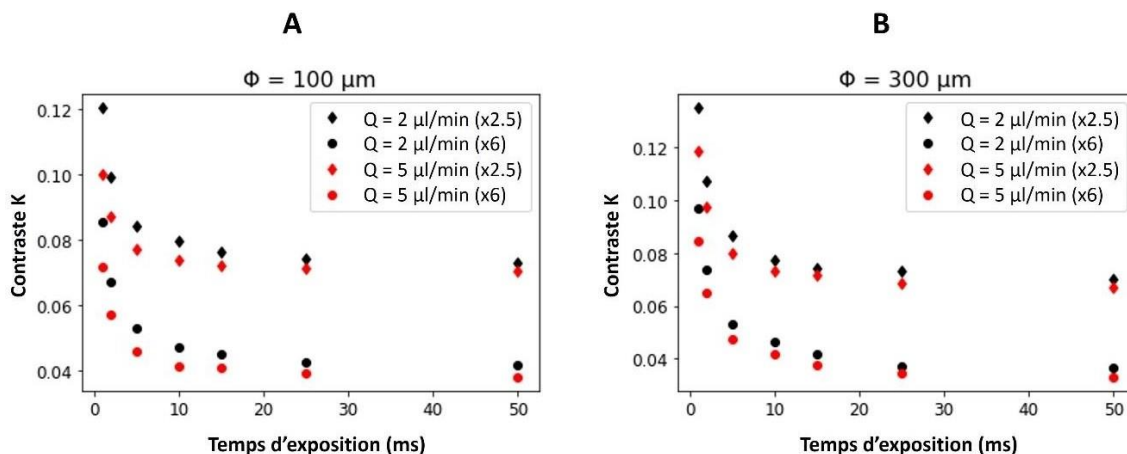 A
Φ = 100 µm
Q = 2 µl/min (x2.5)
Q = 2 µl/min (x6)
Q = 5 µl/min (x2.5)
Q = 5 µl/min (x6)
Contraste K
0.12
0.10
0.08
0.06
0.04
0 10 20 30 40 50
Temps d’exposition (ms)
B
Φ = 300 µm
Q = 2 µl/min (x2.5)
Q = 2 µl/min (x6)
Q = 5 µl/min (x2.5)
Q = 5 µl/min (x6)
Contraste K
0.12
0.10
0.08
0.06
0.04
0 10 20 30 40 50
Temps d’exposition (ms)